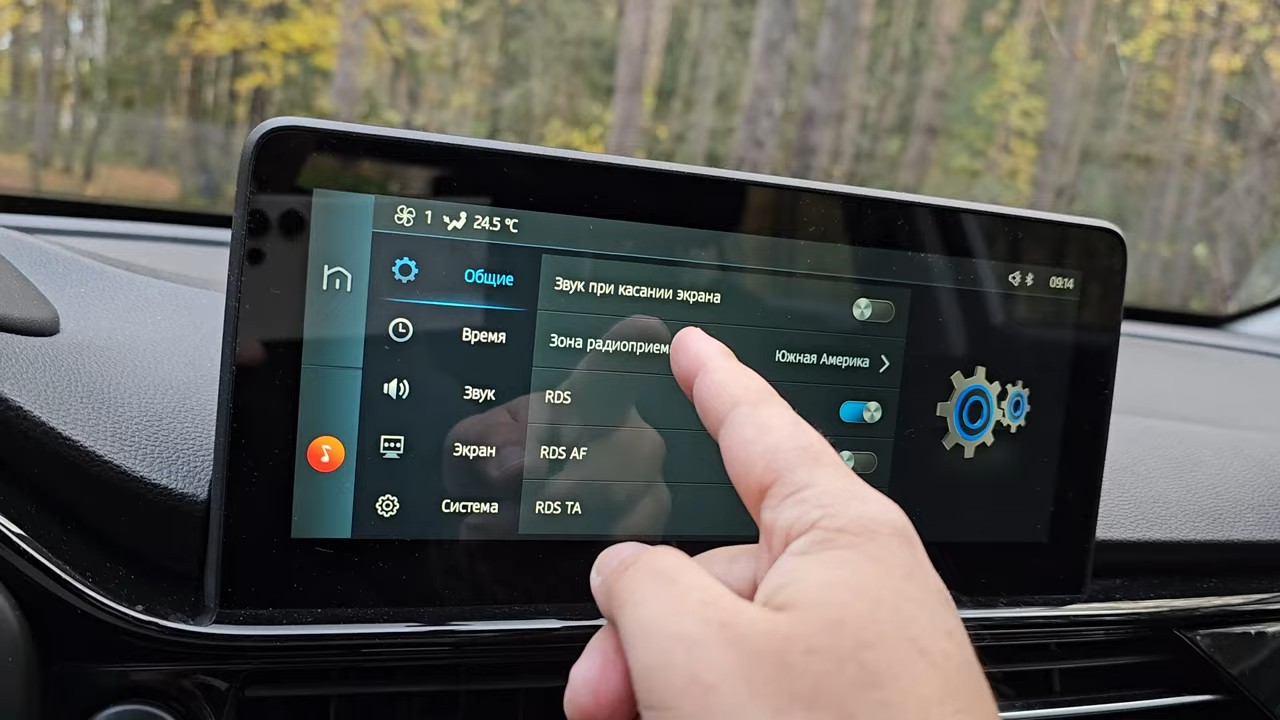 1 24.5 °C
09:14
Общие
Время
Звук
Экран
Система
Звук при касании экрана
Зона радиоприем Южная Америка
RDS
RDS AF
RDS TA